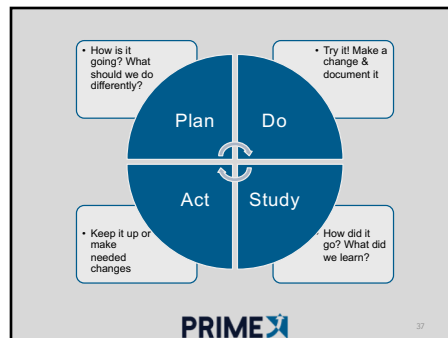 • How is it
going? What
should we do
differently?
• Try it! Make a
change &
document it
Plan
Do
Act
Study
• Keep it up or
make
needed
changes
How did it
go? What did
we learn?
PRIMEX
37